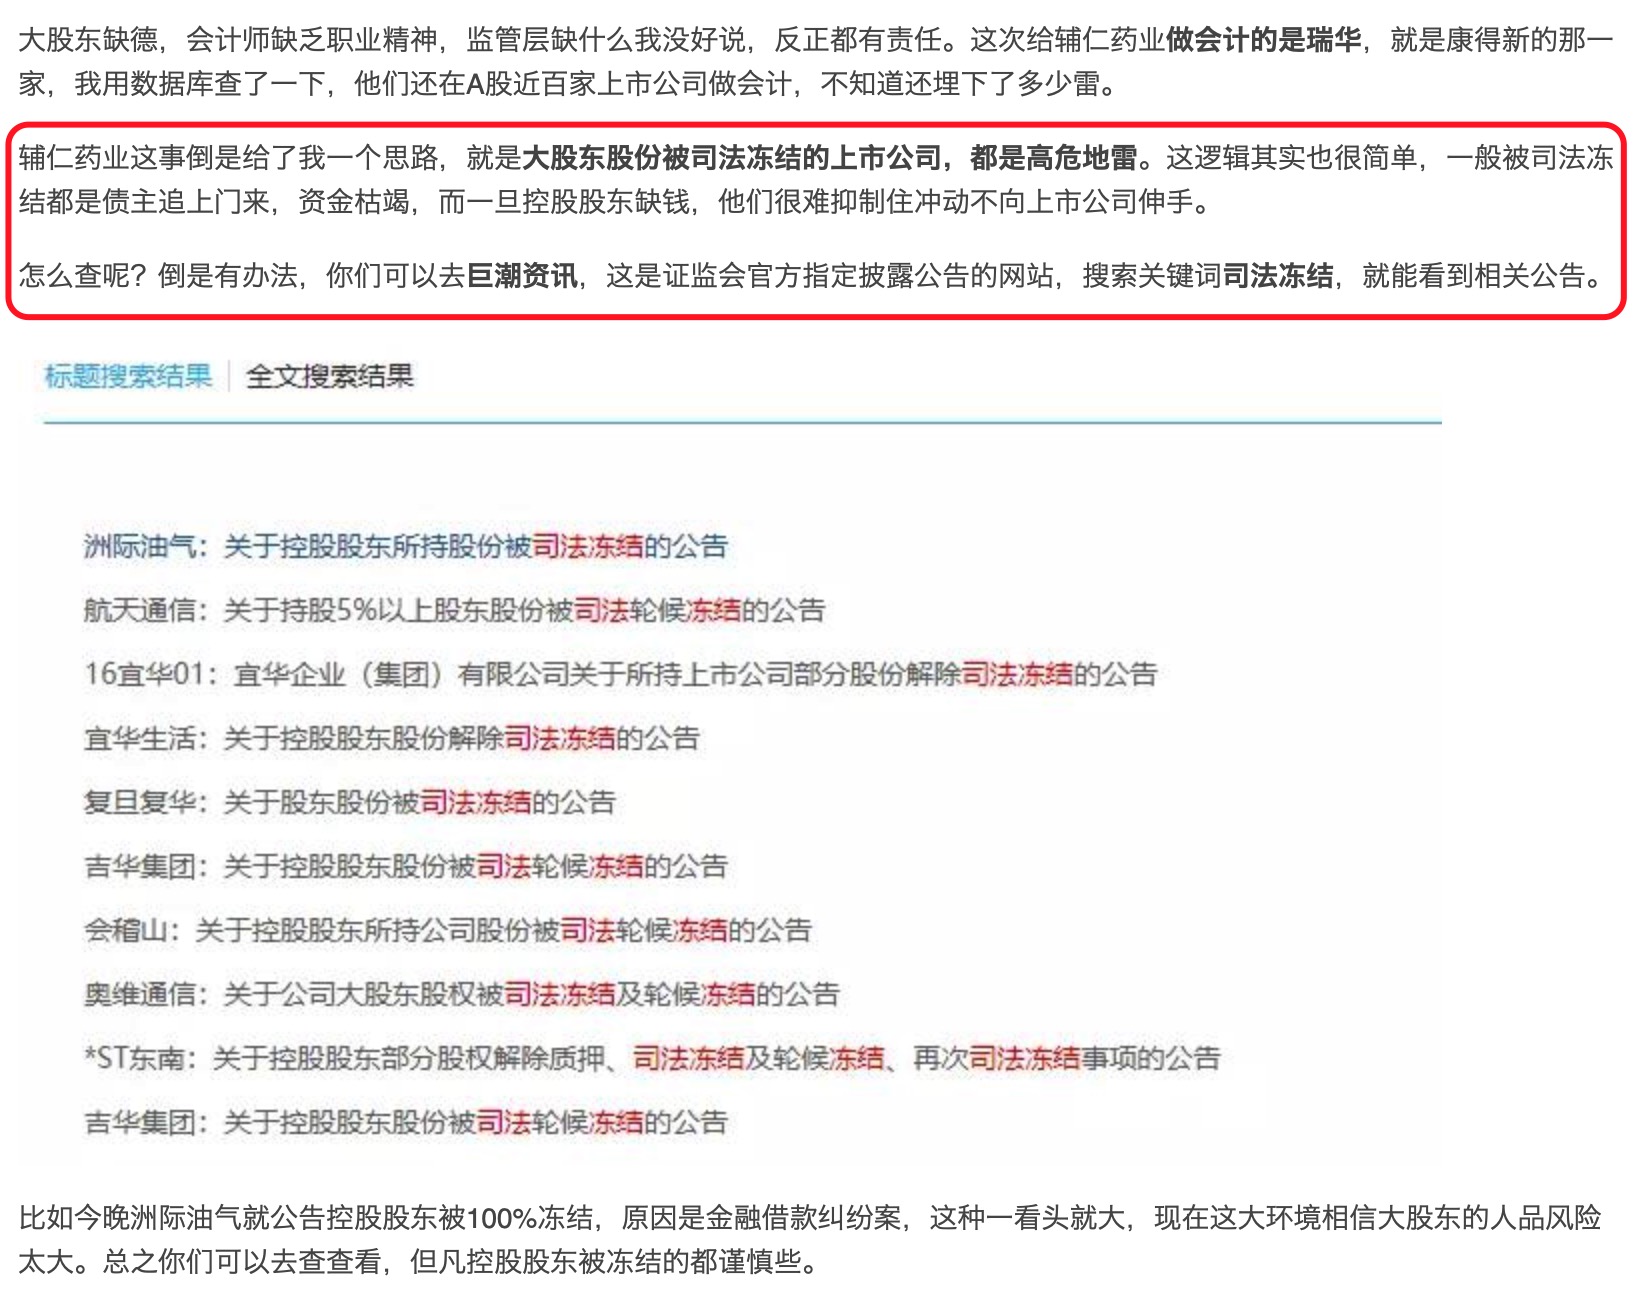 大股东缺德，会计师缺乏职业精神，监管层缺什么我没好说，反正都有责任。这次给辅仁药业做会计的是瑞华，就是康得新的那一
家，我用数据库查了一下，他们还在A股近百家上市公司做会计，不知道还埋下了多少雷。
辅仁药业这事倒是给了我一个思路，就是大股东股份被司法冻结的上市公司，都是高危地雷。这逻辑其实也很简单，一般被司法冻
结都是债主追上门来，资金枯竭，而一旦控股股东缺钱，他们很难抑制住冲动不向上市公司伸手。
怎么查呢？倒是有办法，你们可以去巨潮资讯，这是证监会官方指定披露公告的网站，搜索关键词司法冻结，就能看到相关公告。
标题搜索结果 | 全文搜索结果
洲际油气：关于控股股东所持股份被司法冻结的公告
航天通信：关于持股5%以上股东股份被司法轮候冻结的公告
16宜华01：宜华企业（集团）有限公司关于所持上市公司部分股份解除司法冻结的公告
宜华生活：关于控股股东股份解除司法冻结的公告
复旦复华：关于股东股份被司法冻结的公告
吉华集团：关于控股股东股份被司法轮候冻结的公告
会稽山：关于控股股东所持公司股份被司法轮候冻结的公告
奥维通信：关于公司大股东股权被司法冻结及轮候冻结的公告
*ST东南：关于控股股东部分股权解除质押、司法冻结及轮候冻结、再次司法冻结事项的公告
吉华集团：关于控股股东股份被司法轮候冻结的公告
比如今晚洲际油气就公告控股股东被100%冻结，原因是金融借款纠纷案，这种一看头就大，现在这大环境相信大股东的人品风险
太大。总之你们可以去查查看，但凡控股股东被冻结的都谨慎些。